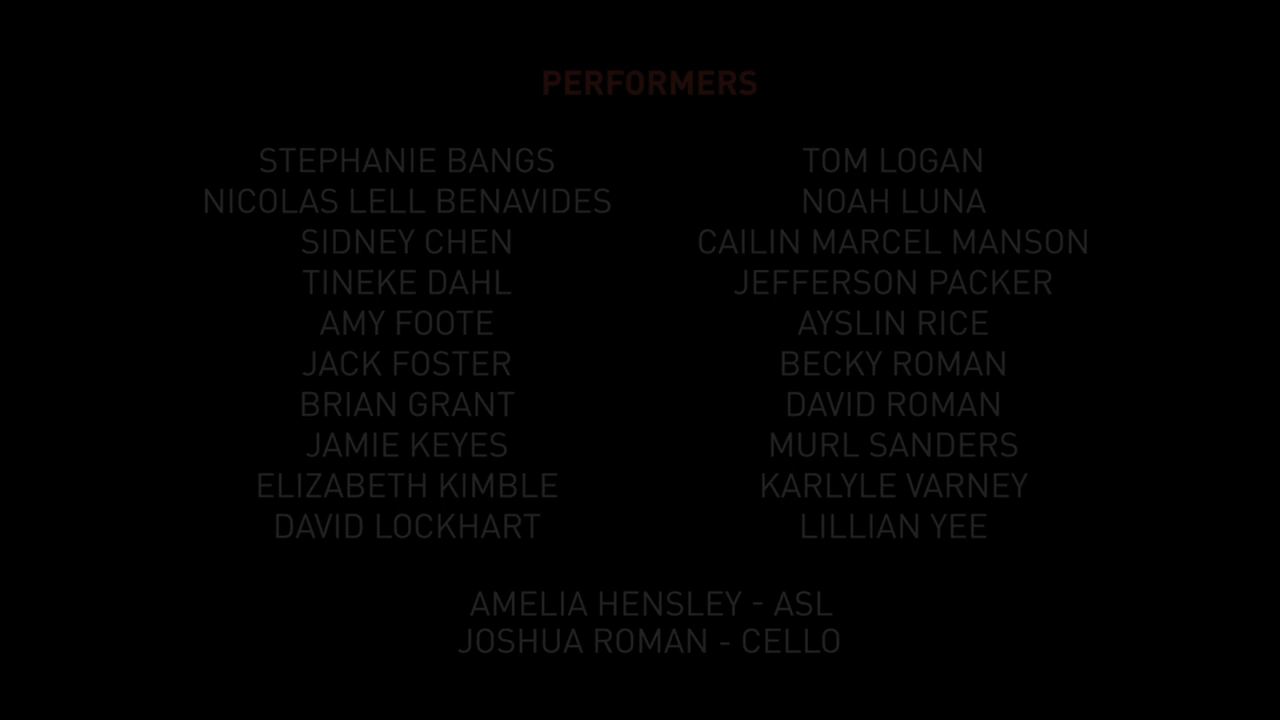 PERFORMERS
STEPHANIE BANGS
NICOLAS LELL BENAVIDES
SIDNEY CHEN
TINEKE DAHL
AMY FOOTE
JACK FOSTER
BRIAN GRANT
JAMIE KEYES
ELIZABETH KIMBLE
DAVID LOCKHART
TOM LOGAN
NOAH LUNA
CAILIN MARCEL MANSON
JEFFERSON PACKER
AYSLIN RICE
BECKY ROMAN
DAVID ROMAN
MURL SANDERS
KARLYLE VARNEY
LILLIAN YEE
AMELIA HENSLEY - ASL
JOSHUA ROMAN - CELLO